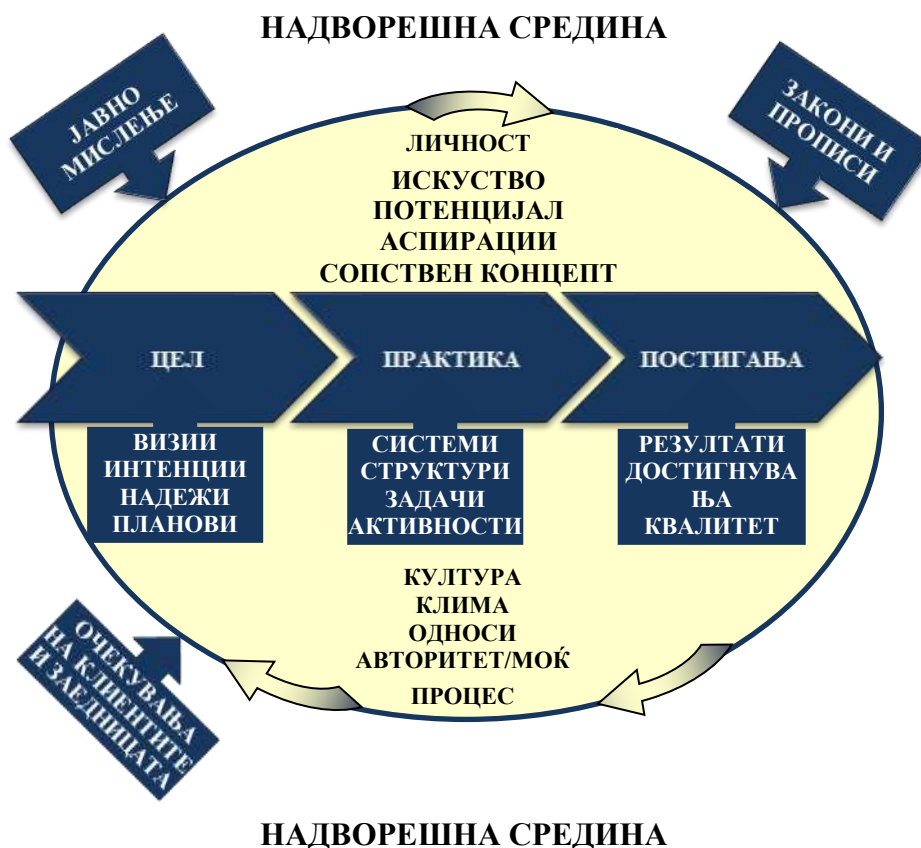 НАДВОРЕШНА СРЕДИНА
ЈАВНО
МИСЛЕЊЕ
ЗАКОНИ И
ПРОПИСИ
ЛИЧНОСТ
ИСКУСТВО
ПОТЕНЦИЈАЛ
АСПИРАЦИИ
СОПСТВЕН КОНЦЕПТ
ЦЕЛ
ПРАКТИКА
ПОСТИГАЊА
ВИЗИИ
ИНТЕНЦИИ
НАДЕЖИ
ПЛАНОВИ
СИСТЕМИ
СТРУКТУРИ
ЗАДАЧИ
АКТИВНОСТИ
РЕЗУЛТАТИ
ДОСТИГНУВА
ЊА
КВАЛИТЕТ
КУЛТУРА
КЛИМА
ОДНОСИ
АВТОРИТЕТ/МОЌ
ПРОЦЕС
ОЧЕКУВАЊА
НА КЛИЕНТИТЕ
И ЗАЕДНИЦАТА
НАДВОРЕШНА СРЕДИНА